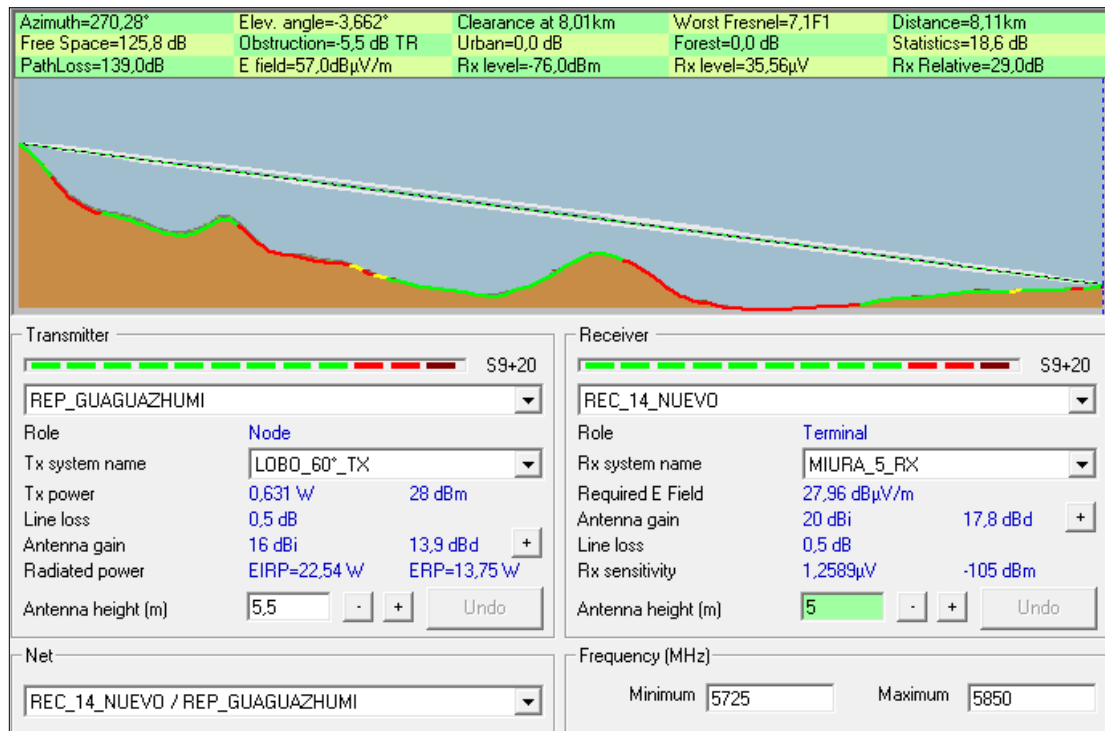 Azimuth=270,28° Elev. angle=-3,662° Clearance at 8,01km Worst Fresnel=7,1F1 Distance=8,11km
Free Space=125,8 dB Obstruction=-5,5 dB TR Urban=0,0 dB Forest=0,0 dB Statistics=18,6 dB
PathLoss=139,0dB E field=57,0dBµV/m Rx level=-76,0dBm Rx level=35,56µV Rx Relative=29,0dB
Transmitter
S9+20
REP_GUAGUAZHUMI
Role Node
Tx system name LOBO_60°_TX
Tx power 0,631 W 28 dBm
Line loss 0,5 dB
Antenna gain 16 dBi 13,9 dBd +
Radiated power EIRP=22,54 W ERP=13,75 W
Antenna height (m) 5,5 - + Undo
Receiver
S9+20
REC_14_NUEVO
Role Terminal
Rx system name MIURA_5_RX
Required E Field 27,96 dBµV/m
Antenna gain 20 dBi 17,8 dBd +
Line loss 0,5 dB
Rx sensitivity 1,2589µV -105 dBm
Antenna height (m) 5 - + Undo
Net
REC_14_NUEVO / REP_GUAGUAZHUMI
Frequency (MHz)
Minimum 5725 Maximum 5850